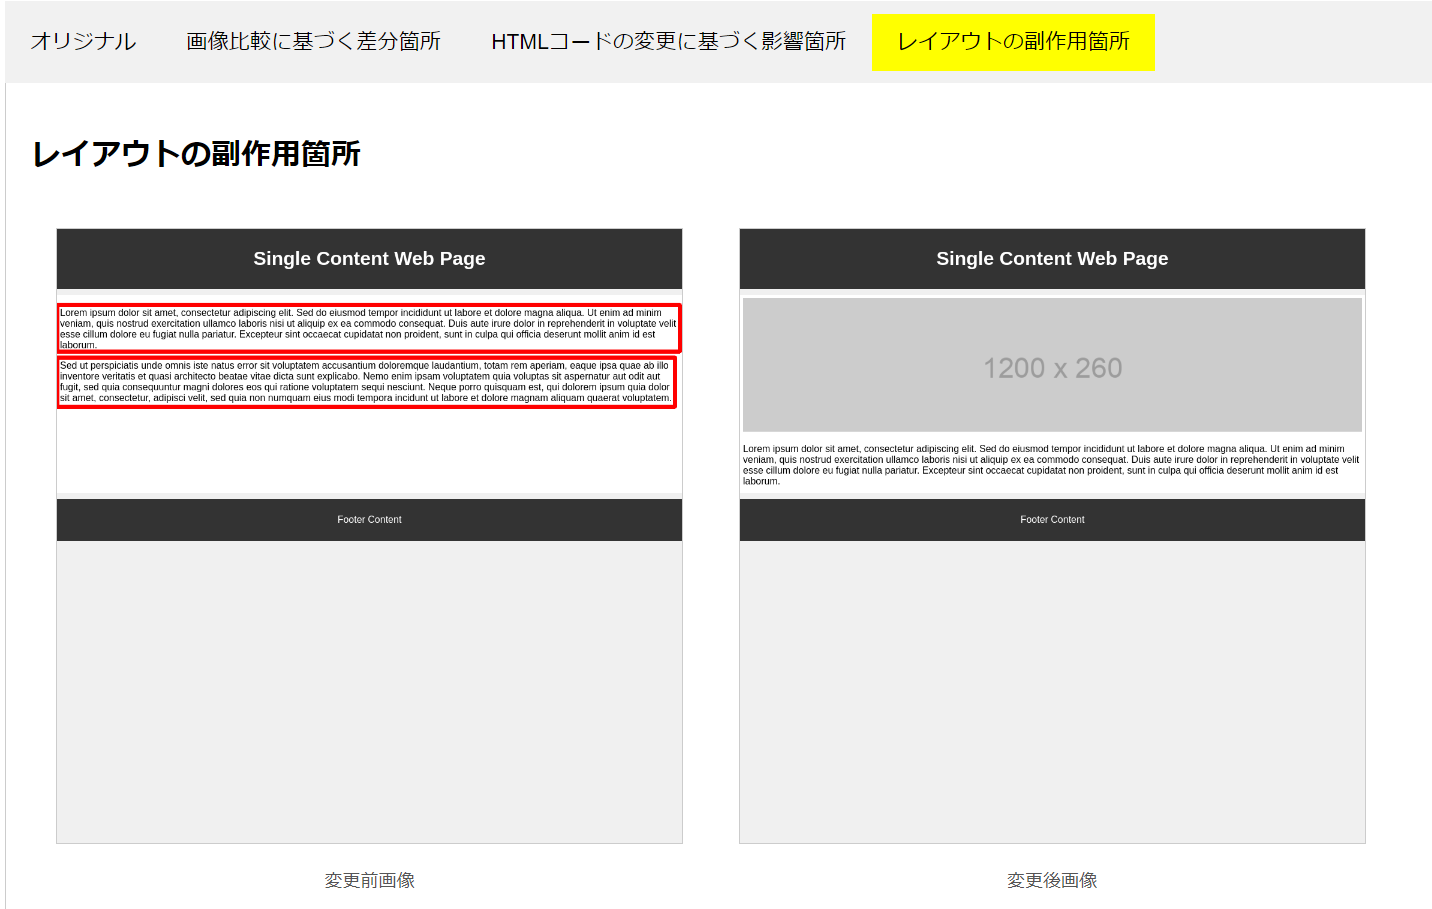 オリジナル 画像比較に基づく差分箇所 HTMLコードの変更に基づく影響箇所 レイアウトの副作用箇所
レイアウトの副作用箇所
Single Content Web Page
Lorem ipsum dolor sit amet, consectetur adipiscing elit. Sed do eiusmod tempor incididunt ut labore et dolore magna aliqua. Ut enim ad minim
veniam, quis nostrud exercitation ullamco laboris nisi ut aliquip ex ea commodo consequat. Duis aute irure dolor in reprehenderit in voluptate velit
esse cillum dolore eu fugiat nulla pariatur. Excepteur sint occaecat cupidatat non proident, sunt in culpa qui officia deserunt mollit anim id est
laborum.
Sed ut perspiciatis unde omnis iste natus error sit voluptatem accusantium doloremque laudantium, totam rem aperiam, eaque ipsa quae ab illo
inventore veritatis et quasi architecto beatae vitae dicta sunt explicabo. Nemo enim ipsam voluptatem quia voluptas sit aspernatur aut odit aut
fugit, sed quia consequuntur magni dolores eos qui ratione voluptatem sequi nesciunt. Neque porro quisquam est, qui dolorem ipsum quia dolor
sit amet, consectetur, adipisci velit, sed quia non numquam eius modi tempora incidunt ut labore et dolore magnam aliquam quaerat voluptatem.
Footer Content
変更前画像
Single Content Web Page
1200 x 260
Lorem ipsum dolor sit amet, consectetur adipiscing elit. Sed do eiusmod tempor incididunt ut labore et dolore magna aliqua. Ut enim ad minim
veniam, quis nostrud exercitation ullamco laboris nisi ut aliquip ex ea commodo consequat. Duis aute irure dolor in reprehenderit in voluptate velit
esse cillum dolore eu fugiat nulla pariatur. Excepteur sint occaecat cupidatat non proident, sunt in culpa qui officia deserunt mollit anim id est
laborum.
Footer Content
変更後画像